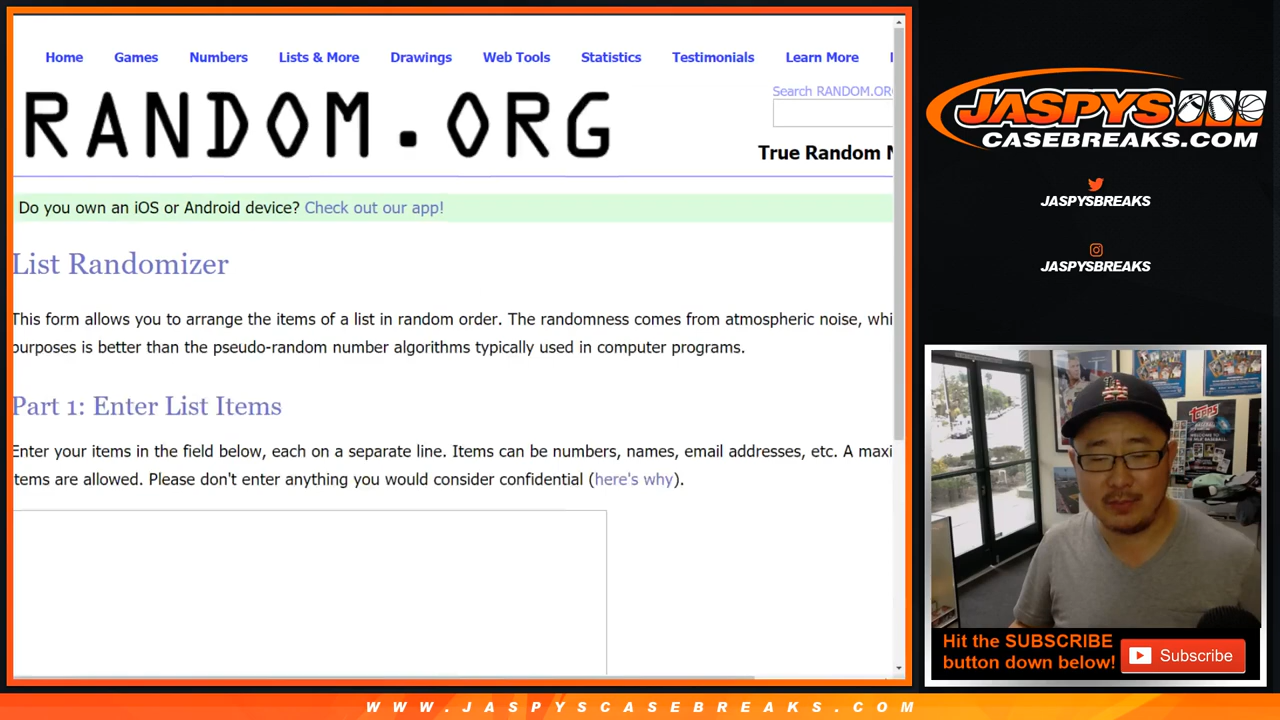 Home Games Numbers Lists & More Drawings Web Tools Statistics Testimonials Learn More
RANDOM.ORG
Search RANDOM.OR
True Random
Do you own an iOS or Android device? Check out our app!
List Randomizer
This form allows you to arrange the items of a list in random order. The randomness comes from atmospheric noise, whi
purposes is better than the pseudo-random number algorithms typically used in computer programs.
Part 1: Enter List Items
Enter your items in the field below, each on a separate line. Items can be numbers, names, email addresses, etc. A maxi
items are allowed. Please don't enter anything you would consider confidential (here's why).
JASPYS
CASEBREAKS.COM
JASPYSBREAKS
JASPYSBREAKS
TOPPS
Hit the SUBSCRIBE
button down below!
Subscribe
WWW.JASPYSCASEBREAKS.COM